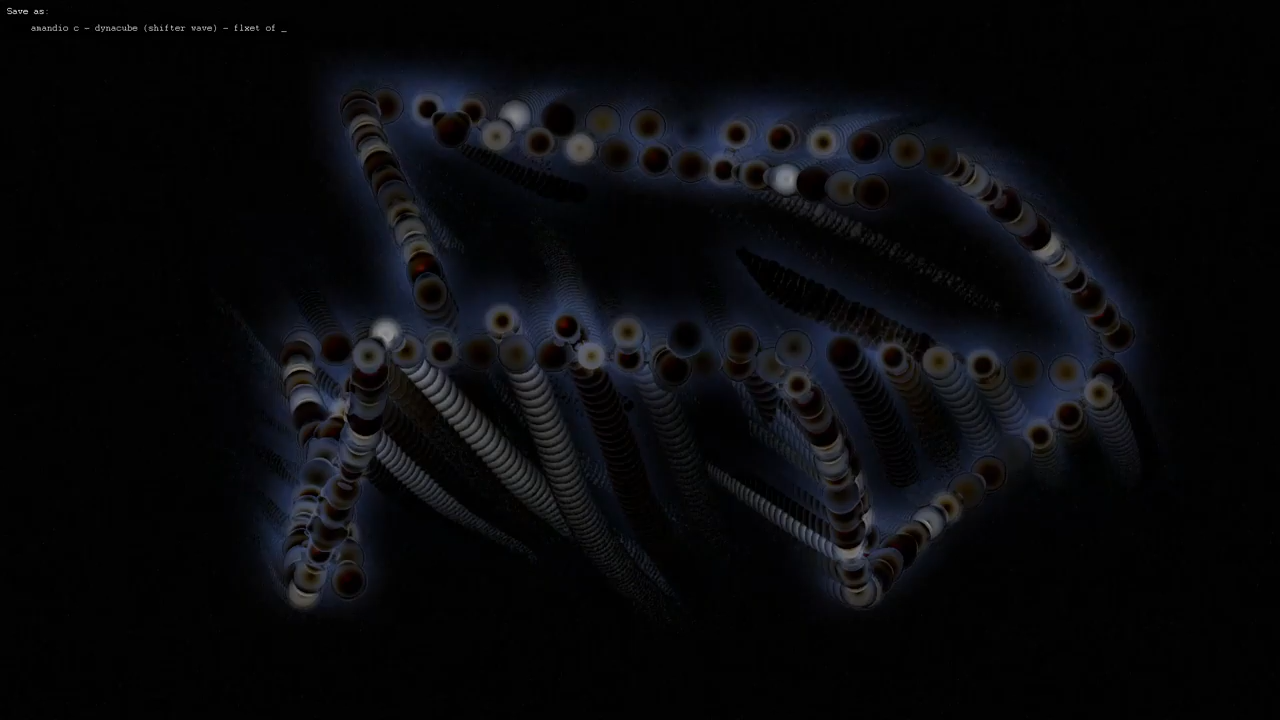 Save as:
amandio c - dynacube (shifter wave) - flxet of _